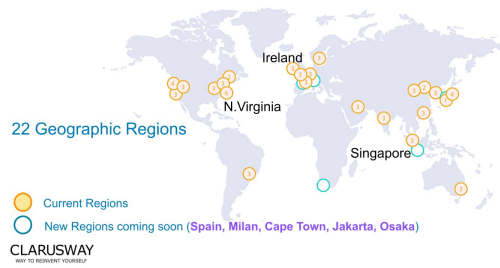 Ireland
N.Virginia
22 Geographic Regions
Singapore
Current Regions
New Regions coming soon (Spain, Milan, Cape Town, Jakarta, Osaka)
CLARUSWAY
WAY TO REINVENT YOURSELF